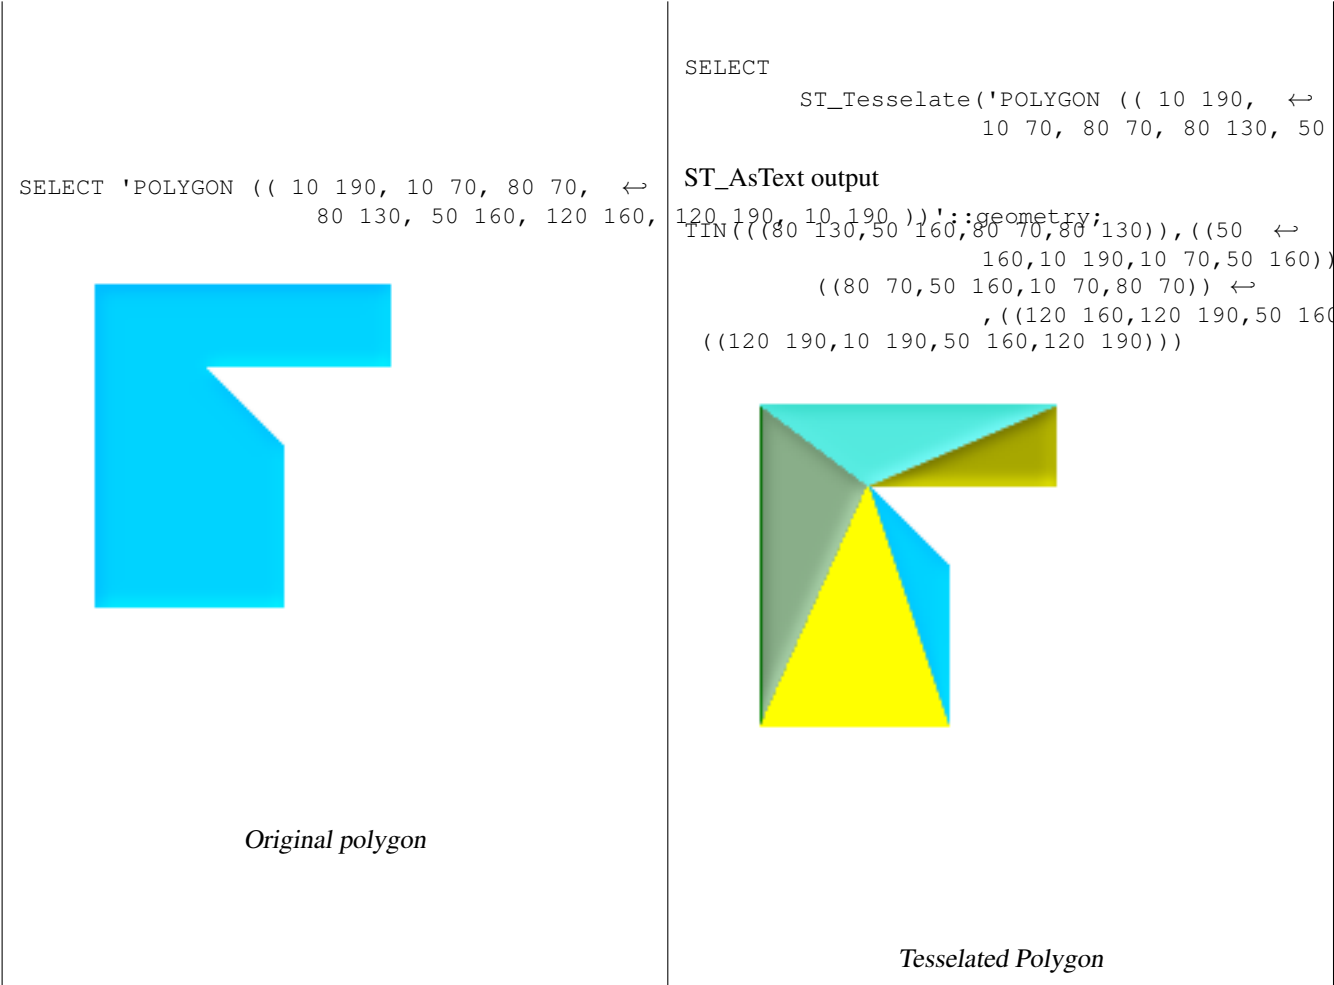 SELECT 'POLYGON (( 10 190, 10 70, 80 70, ↩
80 130, 50 160, 120 160, 120 190, 10 190 ))'::geometry;
Original polygon
SELECT
ST_Tesselate('POLYGON (( 10 190, ↩
10 70, 80 70, 80 130, 50
ST_AsText output
TIN(((80 130,50 160,80 70,80 130)),((50 ↩
160,10 190,10 70,50 160))
((80 70,50 160,10 70,80 70)) ↩
,((120 160,120 190,50 160
((120 190,10 190,50 160,120 190)))
Tesselated Polygon